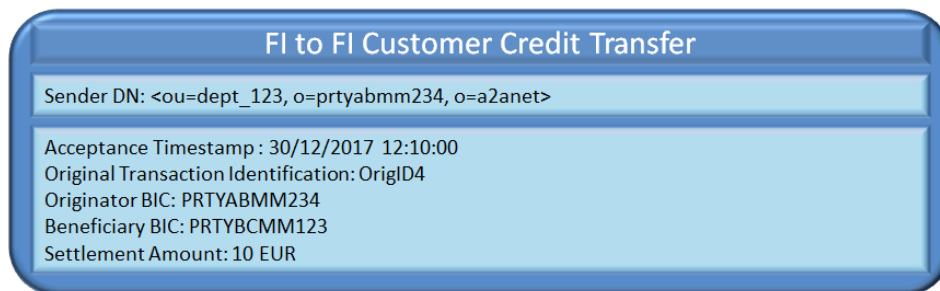 FI to FI Customer Credit Transfer
Sender DN: <ou=dept_123, o=prtyabmm234, o=a2anet>
Acceptance Timestamp : 30/12/2017 12:10:00
Original Transaction Identification: OrigID4
Originator BIC: PRTYABMM234
Beneficiary BIC: PRTYBCMM123
Settlement Amount: 10 EUR